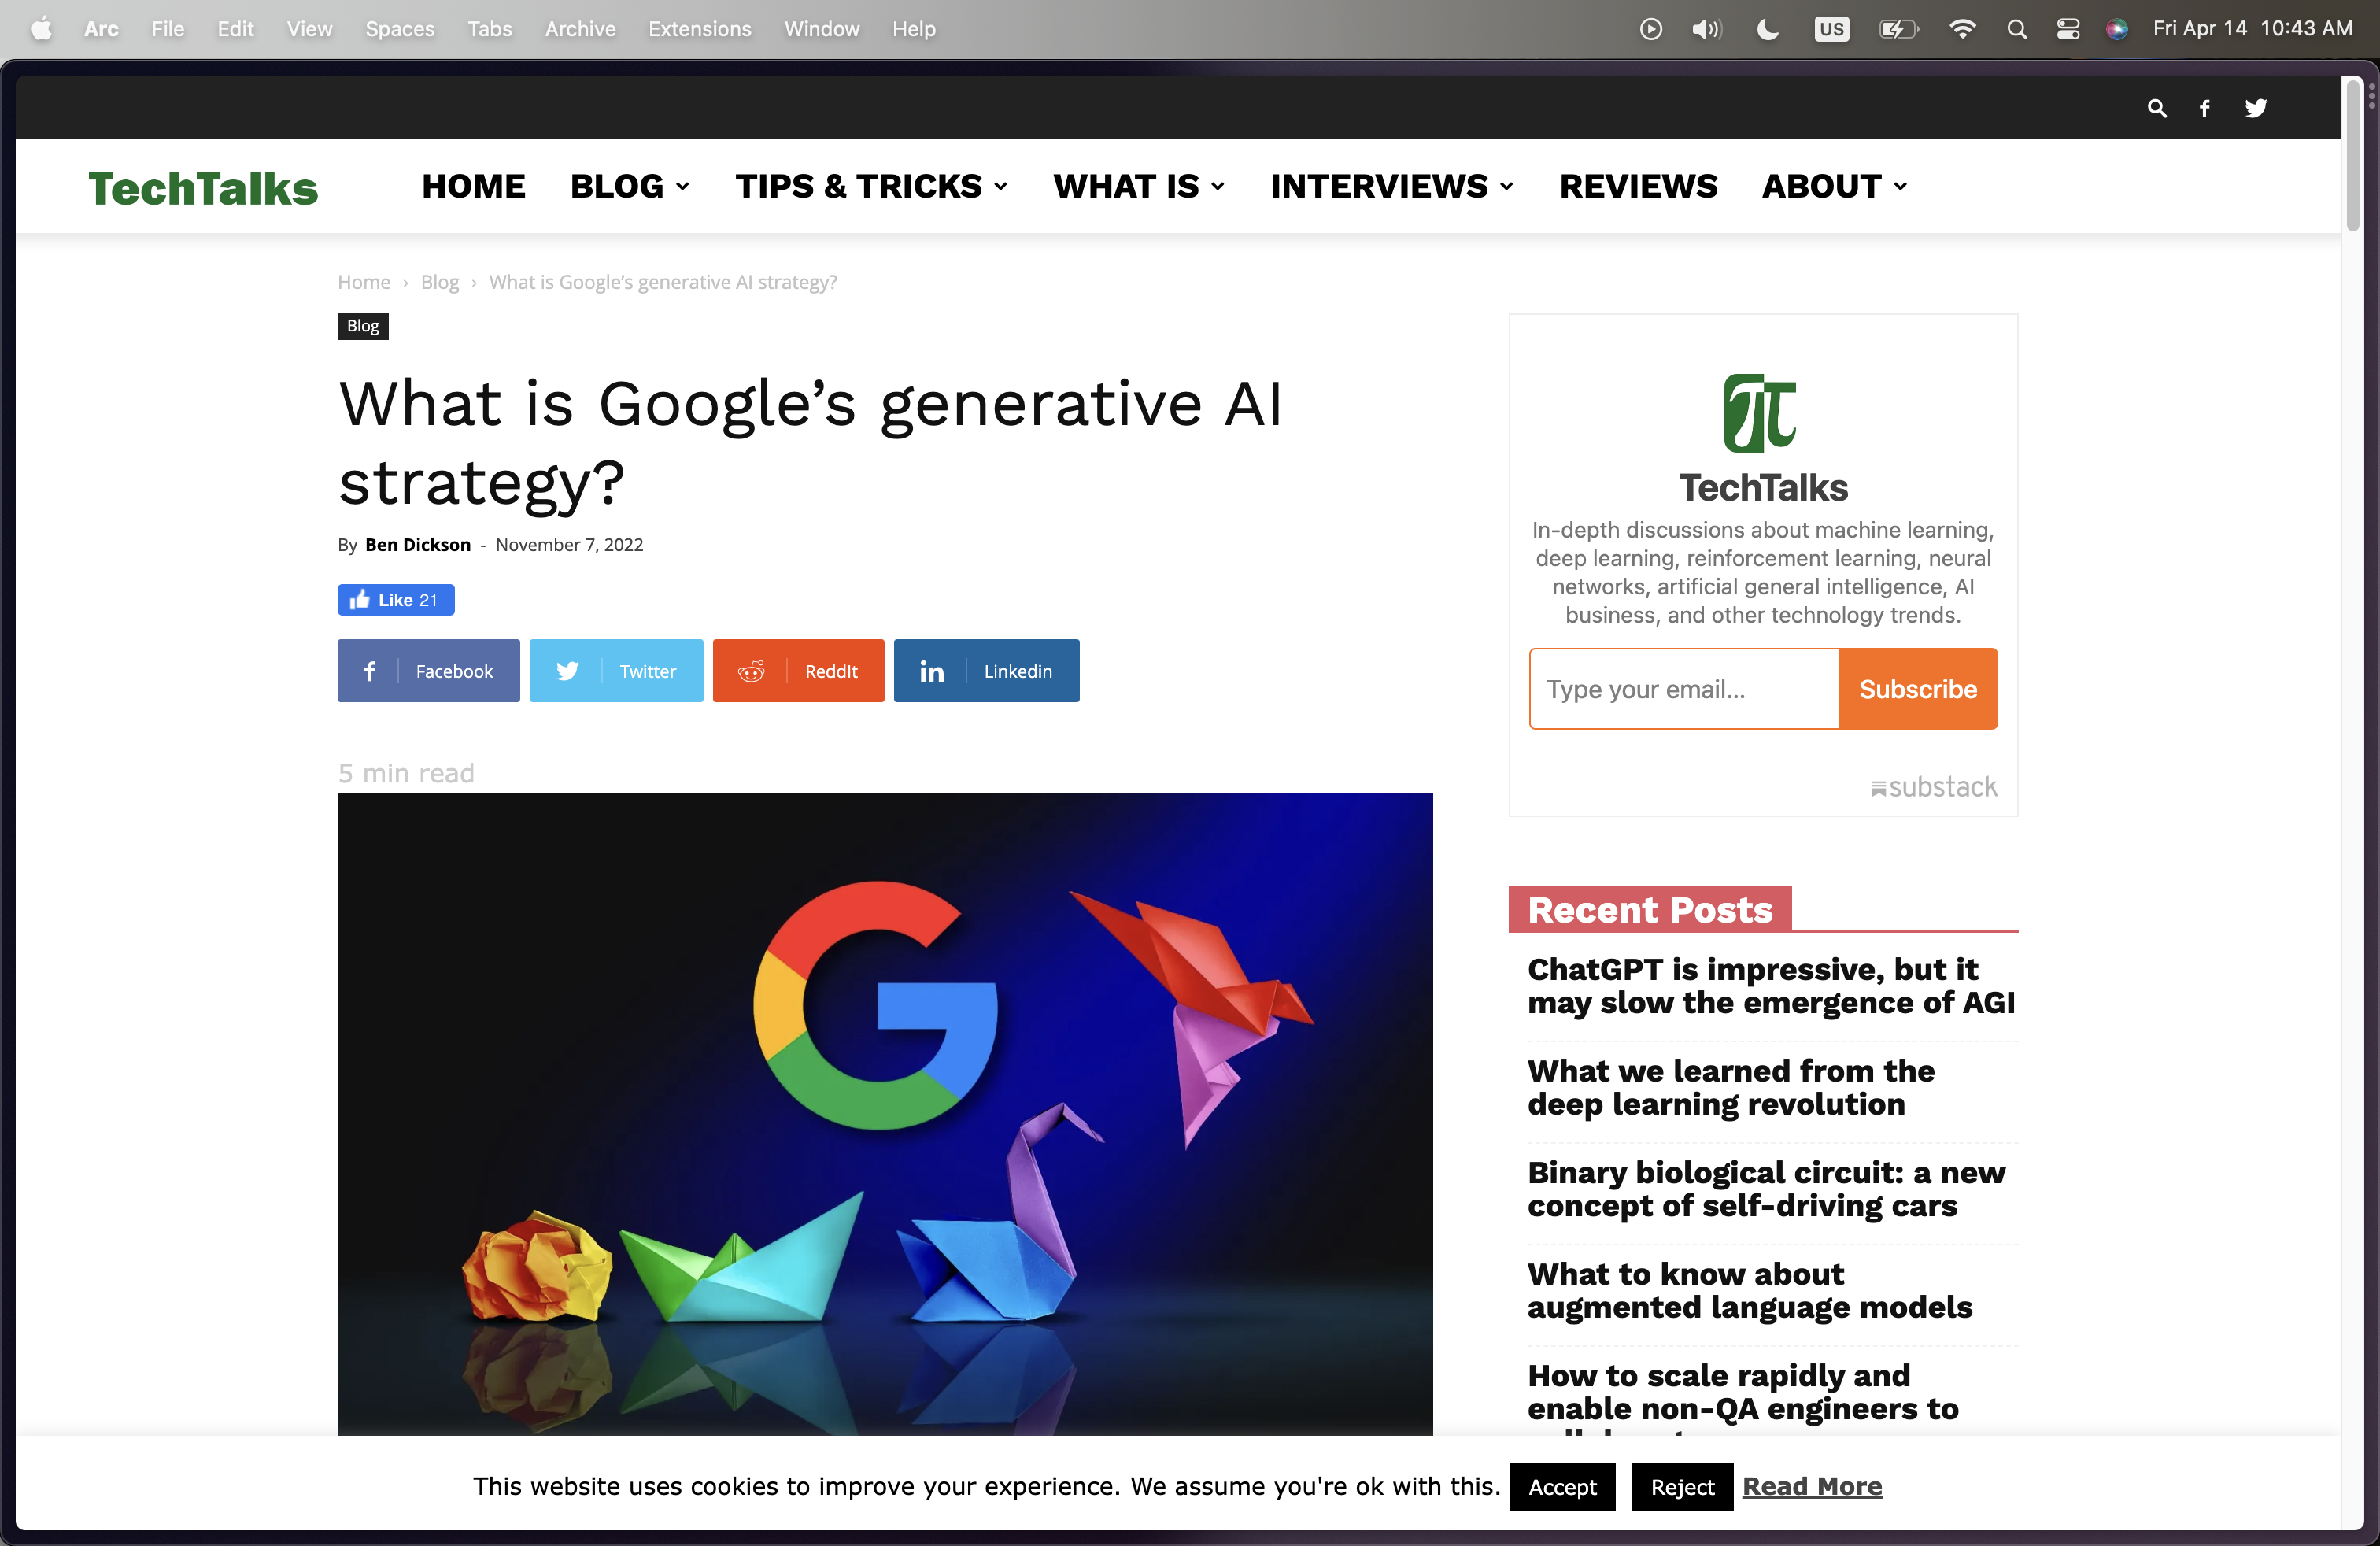 Arc File Edit View Spaces Tabs Archive Extensions Window Help US Fri Apr 14 10:43 AM
TechTalks HOME BLOG TIPS & TRICKS WHAT IS INTERVIEWS REVIEWS ABOUT
Home › Blog › What is Google’s generative AI strategy?
Blog
What is Google’s generative AI
strategy?
By Ben Dickson - November 7, 2022
Like 21
Facebook Twitter ReddIt Linkedin
5 min read
TechTalks
In-depth discussions about machine learning,
deep learning, reinforcement learning, neural
networks, artificial general intelligence, AI
business, and other technology trends.
Type your email... Subscribe
substack
Recent Posts
ChatGPT is impressive, but it
may slow the emergence of AGI
What we learned from the
deep learning revolution
Binary biological circuit: a new
concept of self-driving cars
What to know about
augmented language models
How to scale rapidly and
enable non-QA engineers to
This website uses cookies to improve your experience. We assume you're ok with this. Accept Reject Read More